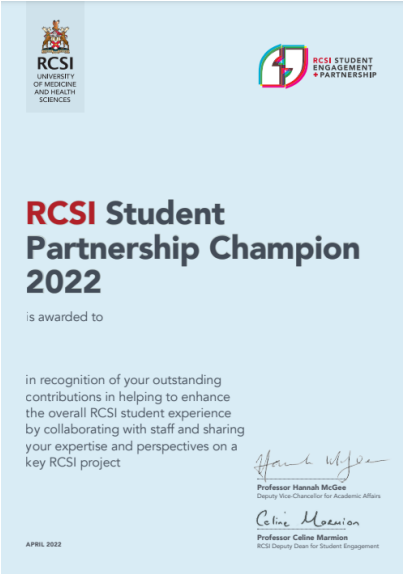 RCSI
UNIVERSITY
OF MEDICINE
AND HEALTH
SCIENCES
RCSI STUDENT
ENGAGEMENT
+PARTNERSHIP
RCSI Student
Partnership Champion
2022
is awarded to
in recognition of your outstanding
contributions in helping to enhance
the overall RCSI student experience
by collaborating with staff and sharing
your expertise and perspectives on a
key RCSI project
Hannah McGee
Professor Hannah McGee
Deputy Vice-Chancellor for Academic Affairs
Celine Marmion
Professor Celine Marmion
RCSI Deputy Dean for Student Engagement
APRIL 2022